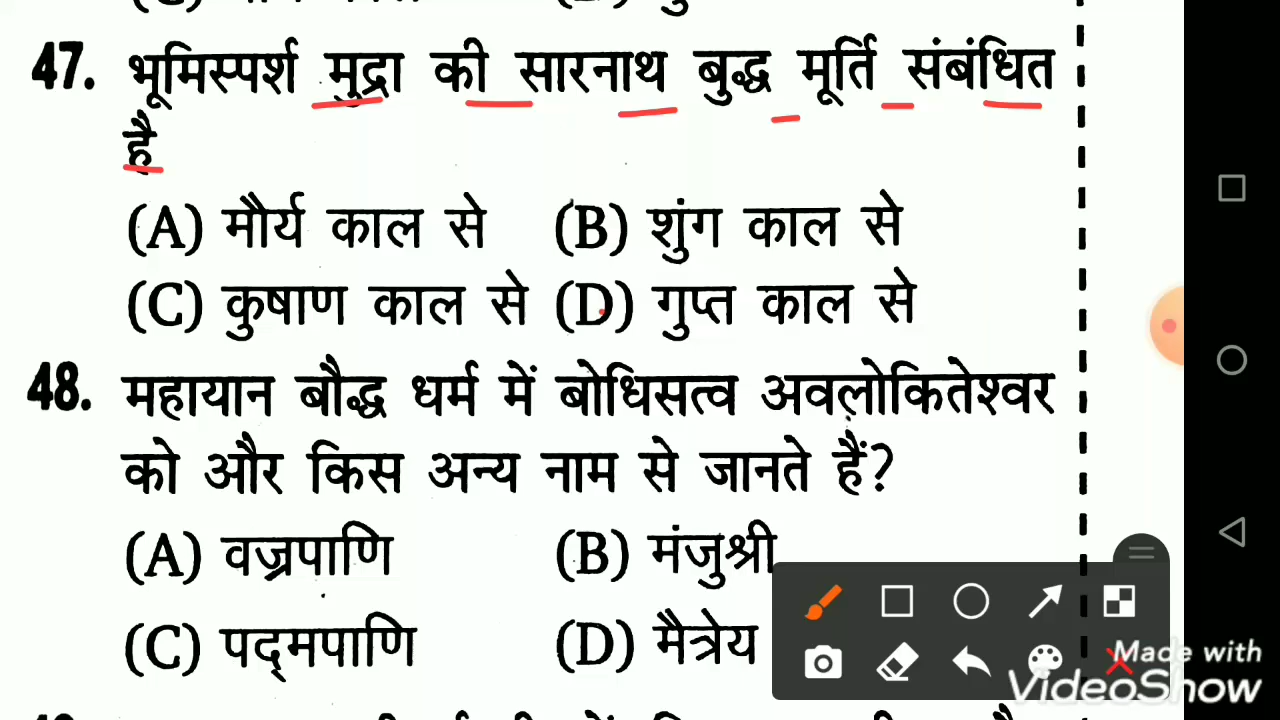 47. भूमिस्पर्श मुद्रा की सारनाथ बुद्ध मूर्ति संबंधित
है
(A) मौर्य काल से (B) शुंग काल से
(C) कुषाण काल से (D) गुप्त काल से
48. महायान बौद्ध धर्म में बोधिसत्व अवलोकितेश्वर
को और किस अन्य नाम से जानते हैं?
(A) वज्रपाणि (B) मंजुश्री
(C) पद्मपाणि (D) मैत्रेय
Made with
VideoShow